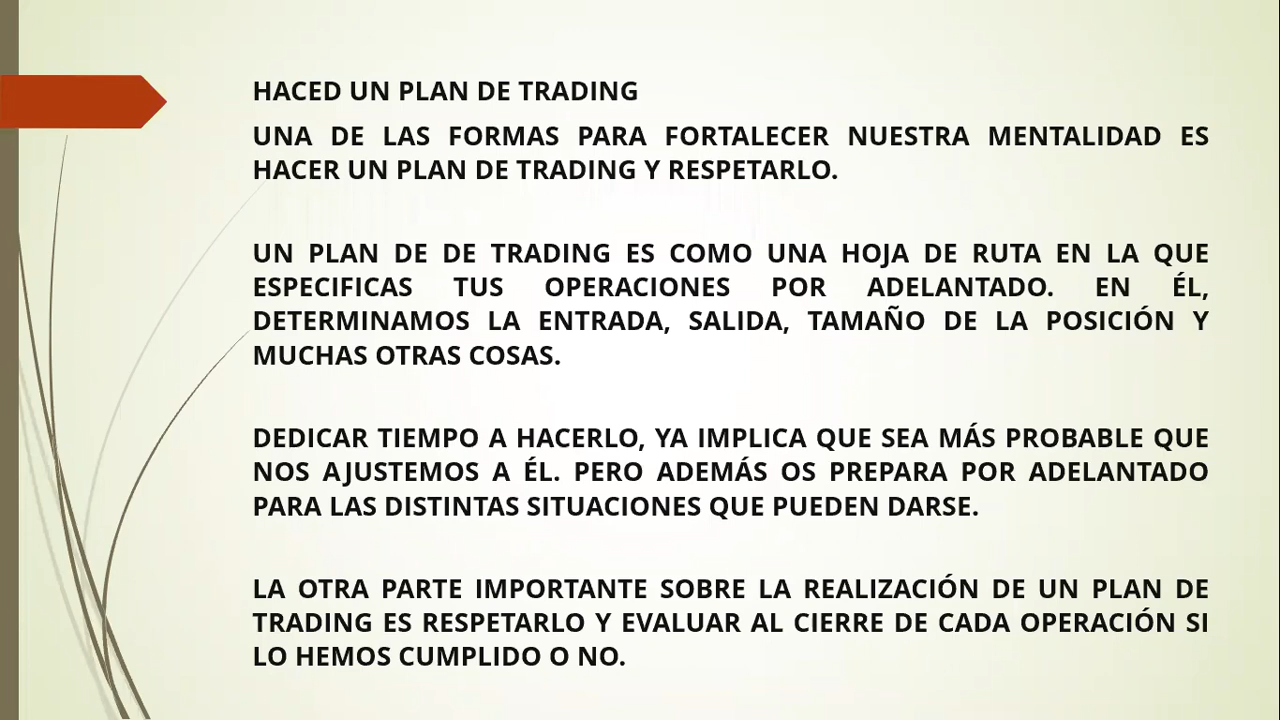 HACED UN PLAN DE TRADING
UNA DE LAS FORMAS PARA FORTALECER NUESTRA MENTALIDAD ES
HACER UN PLAN DE TRADING Y RESPETARLO.
UN PLAN DE DE TRADING ES COMO UNA HOJA DE RUTA EN LA QUE
ESPECIFICAS TUS OPERACIONES POR ADELANTADO. EN ÉL,
DETERMINAMOS LA ENTRADA, SALIDA, TAMAÑO DE LA POSICIÓN Y
MUCHAS OTRAS COSAS.
DEDICAR TIEMPO A HACERLO, YA IMPLICA QUE SEA MÁS PROBABLE QUE
NOS AJUSTEMOS A ÉL. PERO ADEMÁS OS PREPARA POR ADELANTADO
PARA LAS DISTINTAS SITUACIONES QUE PUEDEN DARSE.
LA OTRA PARTE IMPORTANTE SOBRE LA REALIZACIÓN DE UN PLAN DE
TRADING ES RESPETARLO Y EVALUAR AL CIERRE DE CADA OPERACIÓN SI
LO HEMOS CUMPLIDO O NO.